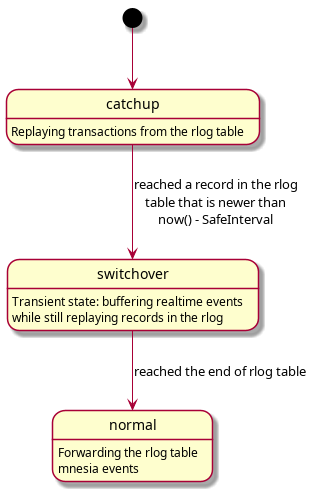 catchup
Replaying transactions from the rlog table
reached a record in the rlog
table that is newer than
now() - SafeInterval
switchover
Transient state: buffering realtime events
while still replaying records in the rlog
reached the end of rlog table
normal
Forwarding the rlog table
mnesia events